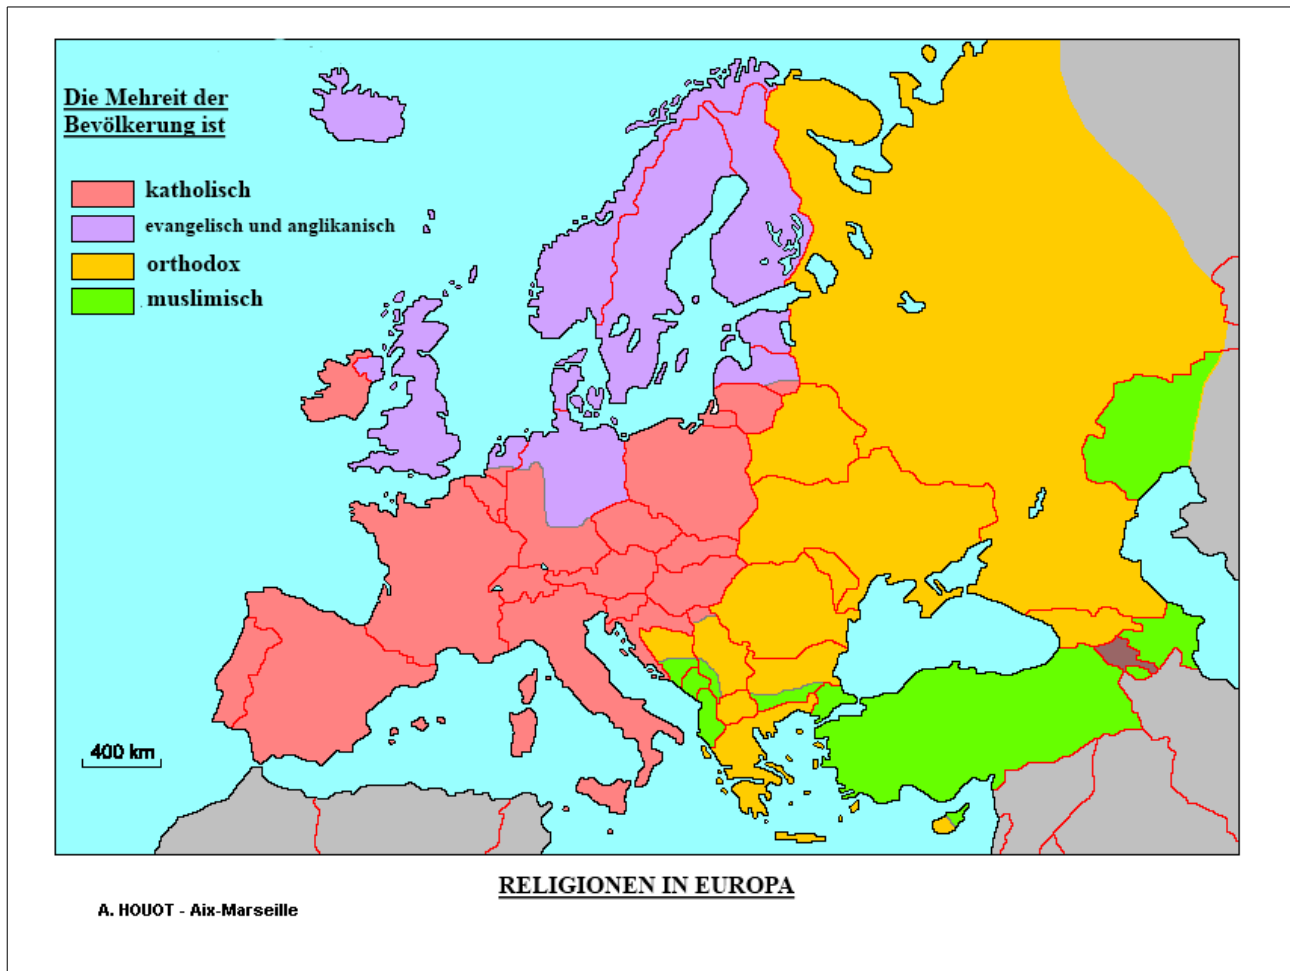 Die Mehreit der
Bevölkerung ist
katholisch
evangelisch und anglikanisch
orthodox
muslimisch
400 km
RELIGIONEN IN EUROPA
A. HOUOT - Aix-Marseille